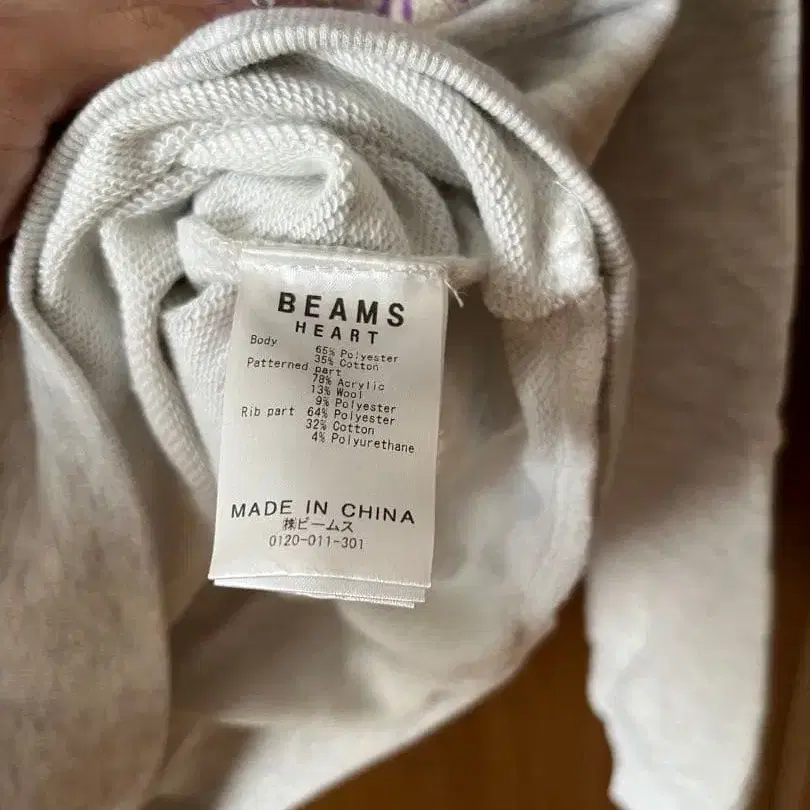 BEAMS
HEART
Body 65% Polyester
35% Cotton
Patterned part
78% Acrylic
13% Wool
9% Polyester
Rib part 64% Polyester
32% Cotton
4% Polyurethane
MADE IN CHINA
㈱ビームス
0120-011-301